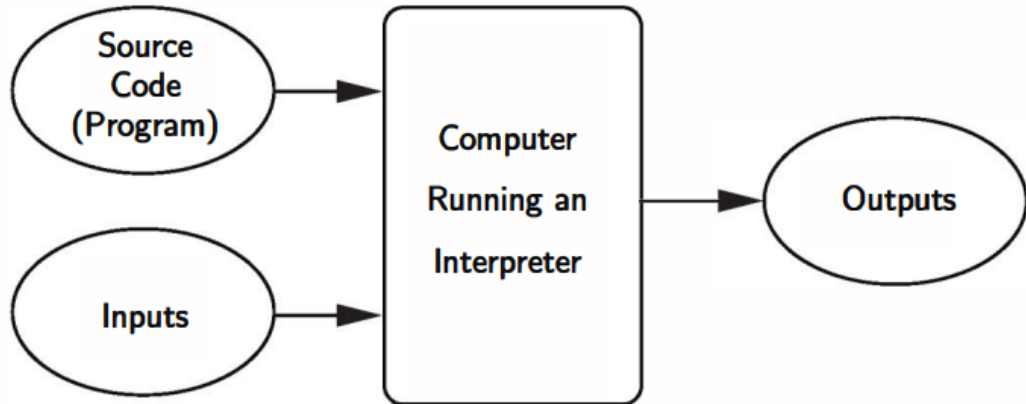 Source
Code
(Program)
Inputs
Computer
Running an
Interpreter
Outputs